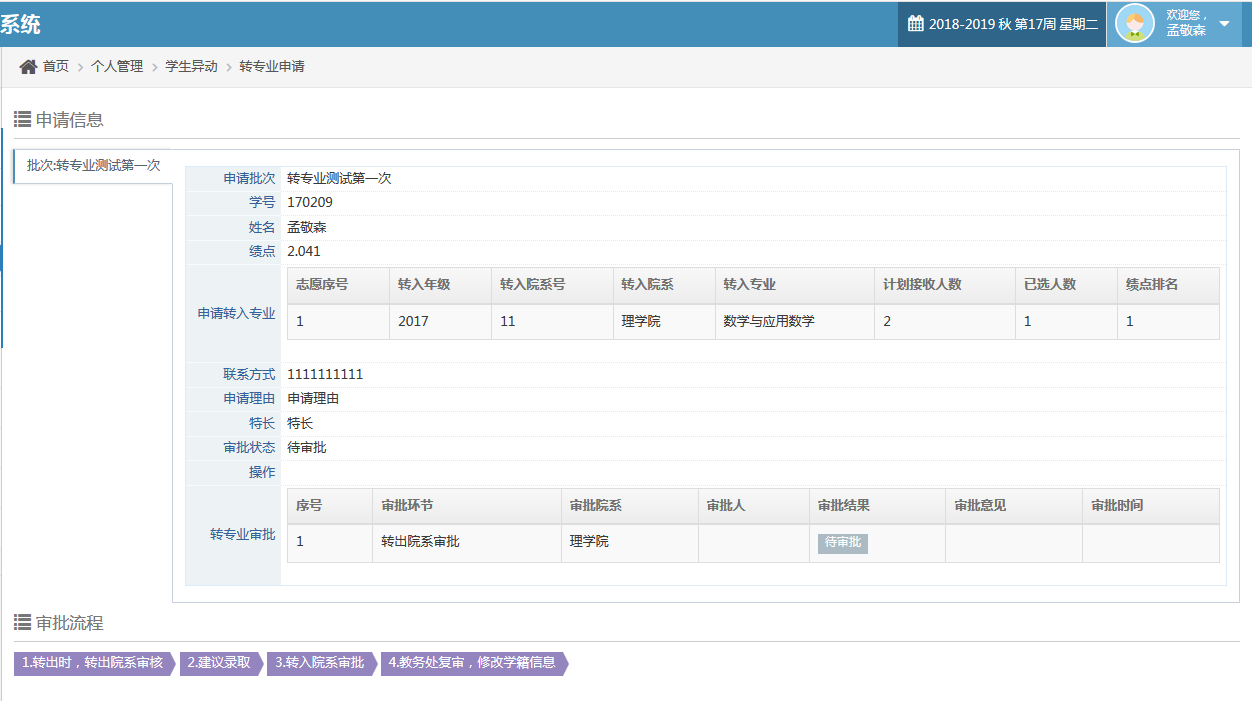 系统
2018-2019 秋 第17周 星期二
欢迎您，
孟敬森
首页 > 个人管理 > 学生异动 > 转专业申请
申请信息
批次:转专业测试第一次
申请批次 转专业测试第一次
学号 170209
姓名 孟敬森
绩点 2.041
申请转入专业
志愿序号 转入年级 转入院系号 转入院系 转入专业 计划接收人数 已选人数 绩点排名
1 2017 11 理学院 数学与应用数学 2 1 1
联系方式 1111111111
申请理由 申请理由
特长 特长
审批状态 待审批
操作
转专业审批
序号 审批环节 审批院系 审批人 审批结果 审批意见 审批时间
1 转出院系审批 理学院 待审批
审批流程
1.转出时，转出院系审核 2.建议录取 3.转入院系审批 4.教务处复审，修改学籍信息